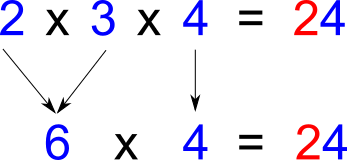 2 x 3 x 4 = 24
6 x 4 = 24